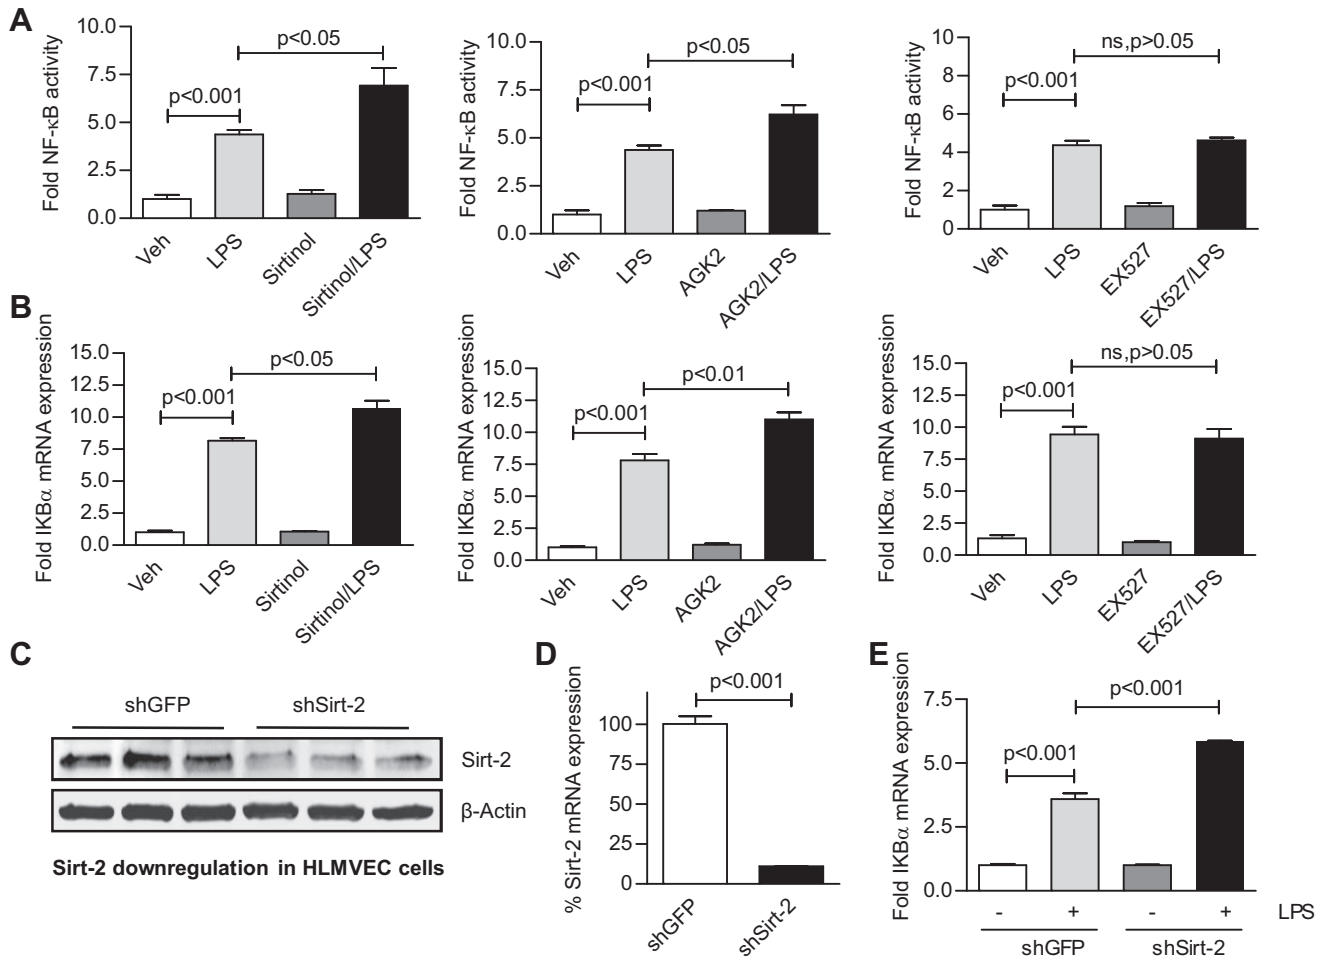 A
Fold NF-κB activity
10.0
7.5
5.0
2.5
0.0
p<0.001
p<0.05
Veh
LPS
Sirtinol
Sirtinol/LPS
Fold NF-κB activity
10.0
7.5
5.0
2.5
0.0
p<0.001
p<0.05
Veh
LPS
AGK2
AGK2/LPS
Fold NF-κB activity
10
8
6
4
2
0
p<0.001
ns,p>0.05
Veh
LPS
EX527
EX527/LPS
B
Fold IKBα mRNA expression
15.0
12.5
10.0
7.5
5.0
2.5
0.0
p<0.001
p<0.05
Veh
LPS
Sirtinol
Sirtinol/LPS
Fold IKBα mRNA expression
15.0
12.5
10.0
7.5
5.0
2.5
0.0
p<0.001
p<0.01
Veh
LPS
AGK2
AGK2/LPS
Fold IKBα mRNA expression
15.0
12.5
10.0
7.5
5.0
2.5
0.0
p<0.001
ns,p>0.05
Veh
LPS
EX527
EX527/LPS
C
shGFP shSirt-2
Sirt-2
β-Actin
Sirt-2 downregulation in HLMVEC cells
D
% Sirt-2 mRNA expression
100
75
50
25
0
p<0.001
shGFP
shSirt-2
E
Fold IKBα mRNA expression
7.5
5.0
2.5
0.0
p<0.001
p<0.001
- + - + LPS
shGFP shSirt-2